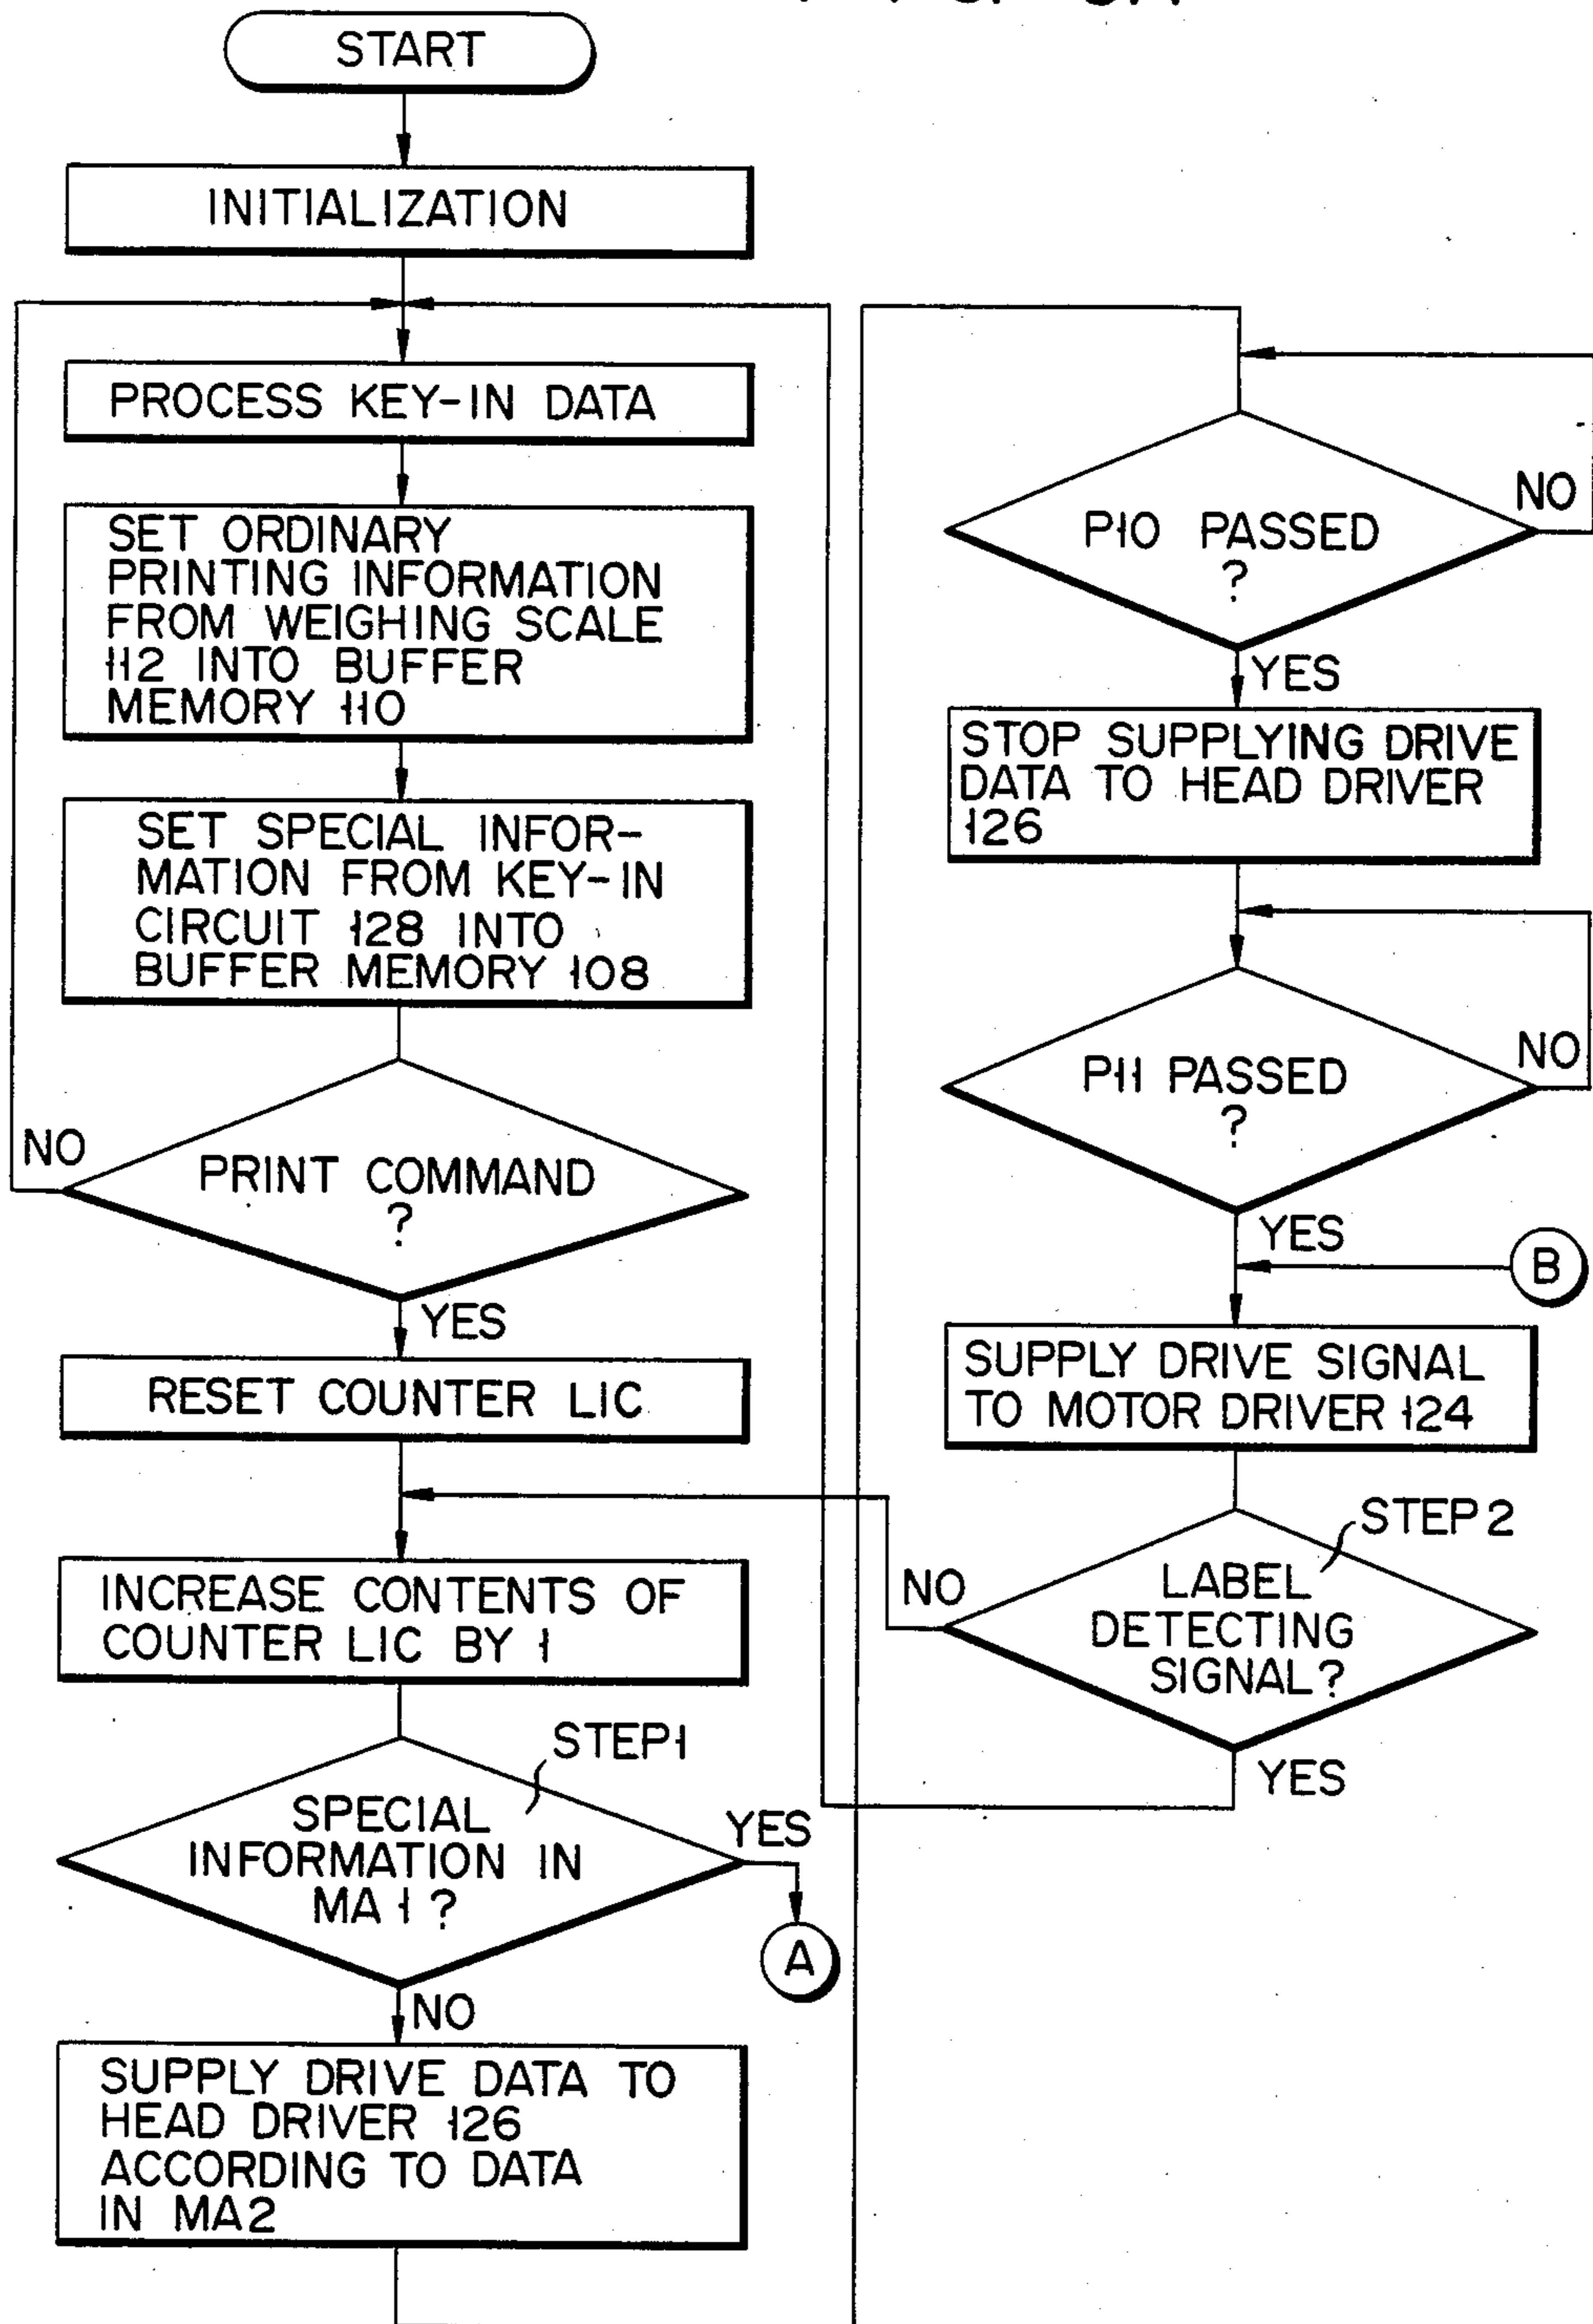 START
INITIALIZATION
PROCESS KEY-IN DATA
SET ORDINARY
PRINTING INFORMATION
FROM WEIGHING SCALE
112 INTO BUFFER
MEMORY 110
SET SPECIAL INFOR-
MATION FROM KEY-IN
CIRCUIT 128 INTO
BUFFER MEMORY 108
NO
PRINT COMMAND
?
YES
RESET COUNTER LIC
INCREASE CONTENTS OF
COUNTER LIC BY 1
STEP1
SPECIAL
INFORMATION IN
MA1?
YES
A
NO
SUPPLY DRIVE DATA TO
HEAD DRIVER 126
ACCORDING TO DATA
IN MA2
NO
P10 PASSED
?
YES
STOP SUPPLYING DRIVE
DATA TO HEAD DRIVER
126
NO
P11 PASSED
?
YES
B
SUPPLY DRIVE SIGNAL
TO MOTOR DRIVER 124
STEP2
NO
LABEL
DETECTING
SIGNAL?
YES